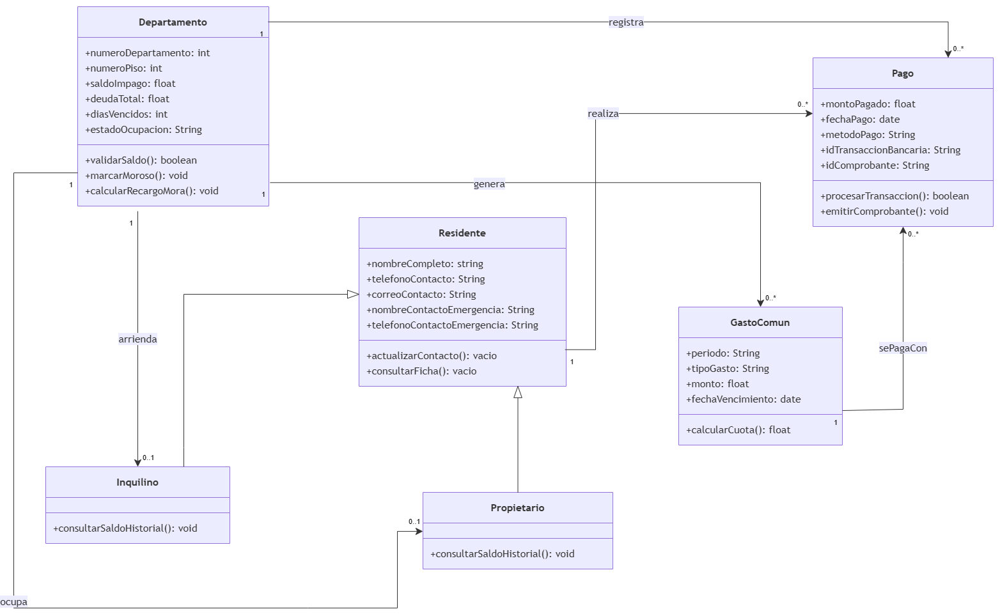 Departamento
1
+numeroDepartamento: int
+numeroPiso: int
+saldoImpago: float
+deudaTotal: float
+diasVencidos: int
+estadoOcupacion: String
+validarSaldo(): boolean
+marcarMoroso(): void
+calcularRecargoMora(): void
1
1
1
registra
0..*
Pago
+montoPagado: float
+fechaPago: date
+metodoPago: String
+idTransaccionBancaria: String
+idComprobante: String
+procesarTransaccion(): boolean
+emitirComprobante(): void
0..*
realiza
0..*
genera
Residente
+nombreCompleto: string
+telefonoContacto: String
+correoContacto: String
+nombreContactoEmergencia: String
+telefonoContactoEmergencia: String
+actualizarContacto(): vacio
+consultarFicha(): vacio
1
0..*
GastoComun
+periodo: String
+tipoGasto: String
+monto: float
+fechaVencimiento: date
+calcularCuota(): float
1
sePagaCon
arrienda
0..1
Inquilino
+consultarSaldoHistorial(): void
0..1
Propietario
+consultarSaldoHistorial(): void
ocupa